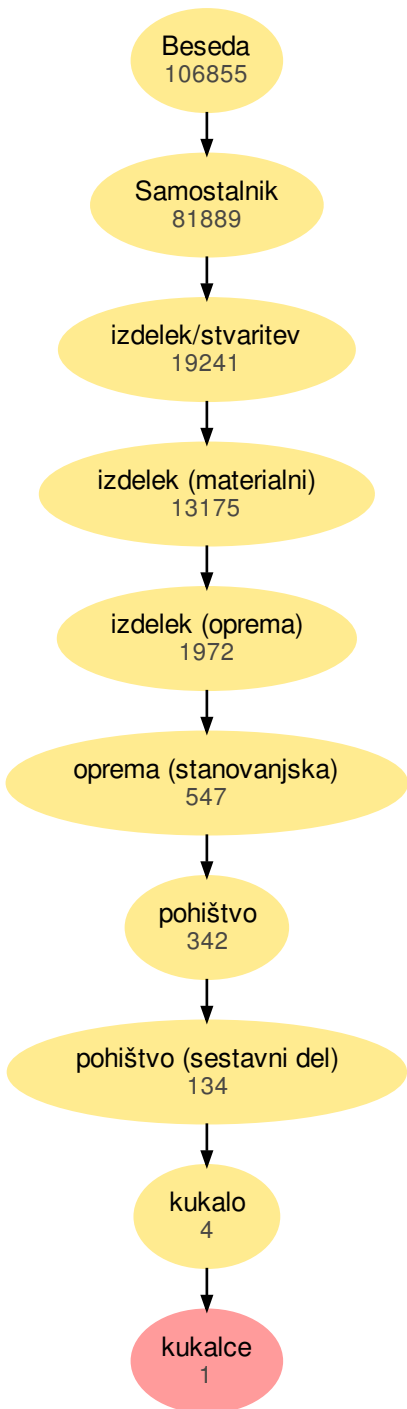 Beseda
106855
Samostalnik
81889
izdelek/stvaritev
19241
izdelek (materialni)
13175
izdelek (oprema)
1972
oprema (stanovanjska)
547
pohištvo
342
pohištvo (sestavni del)
134
kukalo
4
kukalce
1